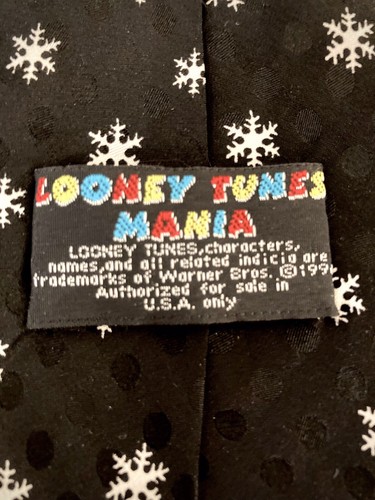 LOONEY TUNES
MANIA
LOONEY TUNES,characters,
names,and all related indicia are
trademarks of Warner Bros. ©
Authorized for sale in
U.S.A. only